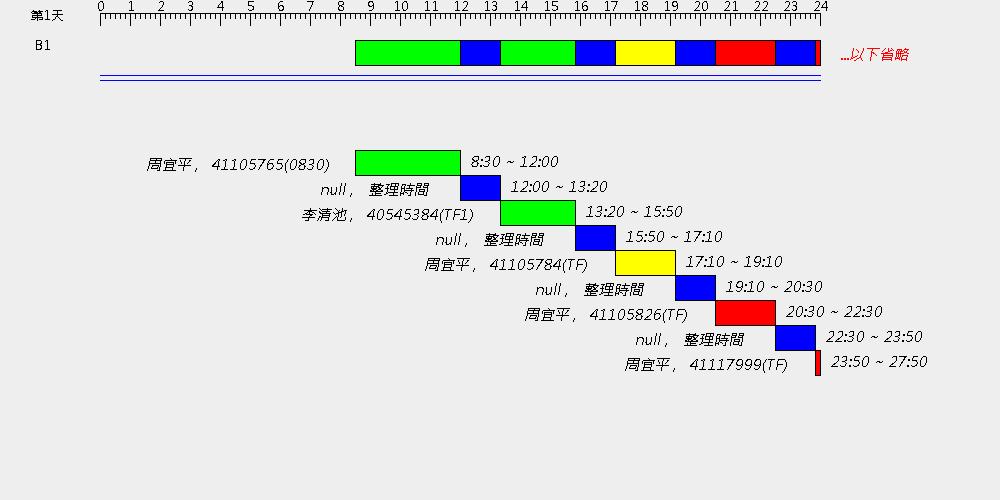 第1天 0 1 2 3 4 5 6 7 8 9 10 11 12 13 14 15 16 17 18 19 20 21 22 23 24
B1 ...以下省略
周宜平, 41105765(0830) 8:30 ~ 12:00
null, 整理時間 12:00 ~ 13:20
李清池, 40545384(TF1) 13:20 ~ 15:50
null, 整理時間 15:50 ~ 17:10
周宜平, 41105784(TF) 17:10 ~ 19:10
null, 整理時間 19:10 ~ 20:30
周宜平, 41105826(TF) 20:30 ~ 22:30
null, 整理時間 22:30 ~ 23:50
周宜平, 41117999(TF) 23:50 ~ 27:50